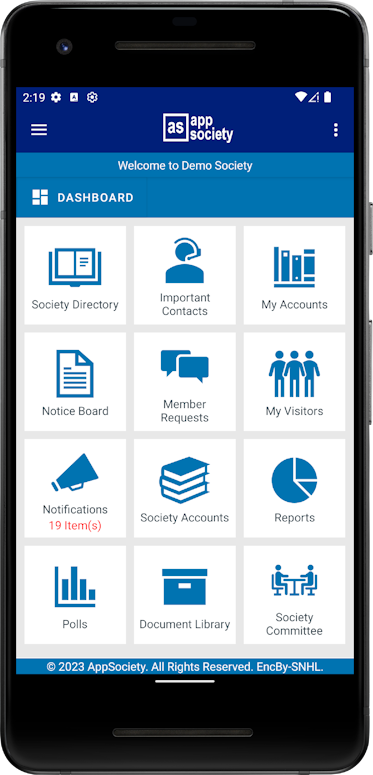 2:19
as app
society
Welcome to Demo Society
DASHBOARD
Society Directory
Important
Contacts
My Accounts
Notice Board
Member
Requests
My Visitors
Notifications
19 Item(s)
Society Accounts
Reports
Polls
Document Library
Society
Committee
© 2023 AppSociety. All Rights Reserved. EncBy-SNHL.